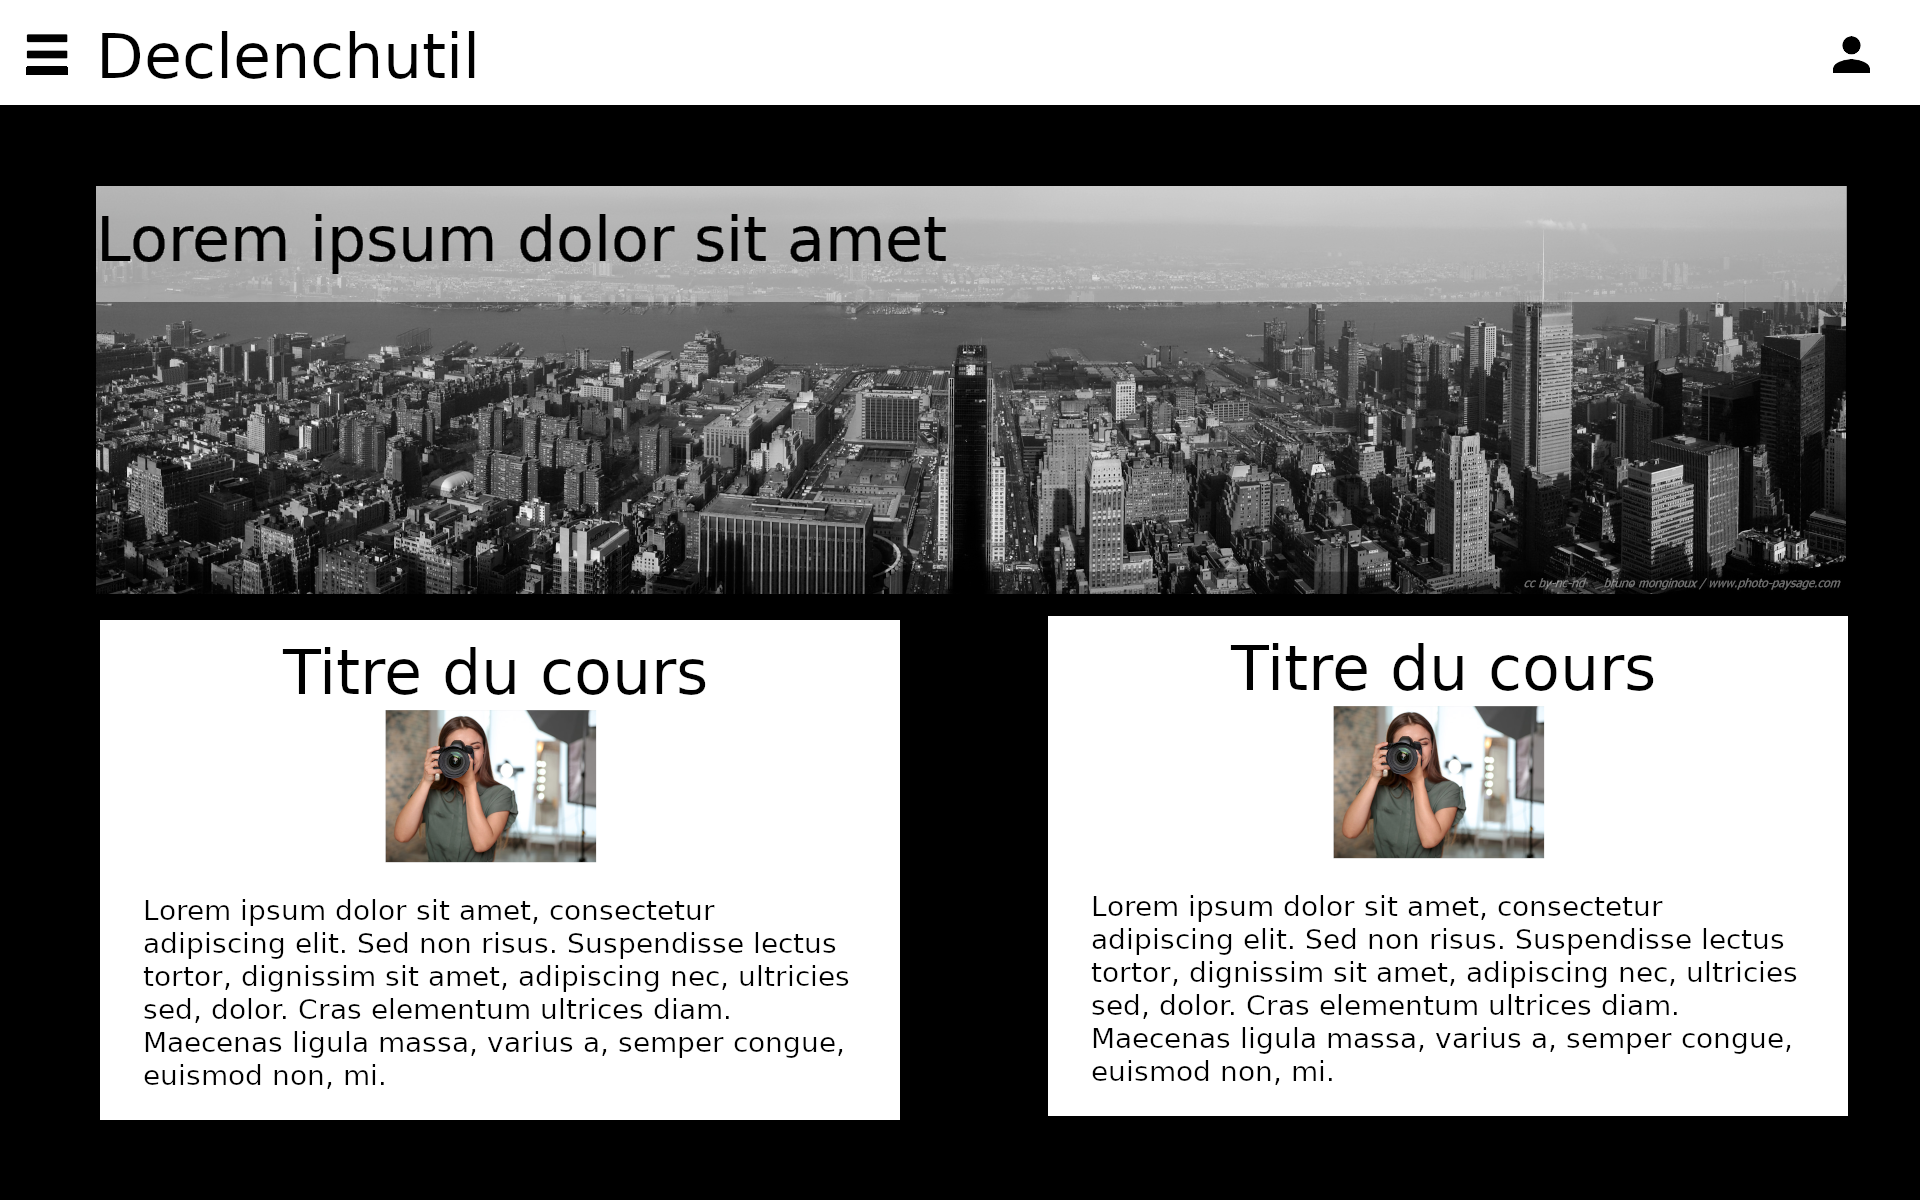 Declenchutil
Lorem ipsum dolor sit amet
cc by-nc-nd bruno monginoux / www.photo-paysage.com
Titre du cours
Lorem ipsum dolor sit amet, consectetur
adipiscing elit. Sed non risus. Suspendisse lectus
tortor, dignissim sit amet, adipiscing nec, ultricies
sed, dolor. Cras elementum ultrices diam.
Maecenas ligula massa, varius a, semper congue,
euismod non, mi.
Titre du cours
Lorem ipsum dolor sit amet, consectetur
adipiscing elit. Sed non risus. Suspendisse lectus
tortor, dignissim sit amet, adipiscing nec, ultricies
sed, dolor. Cras elementum ultrices diam.
Maecenas ligula massa, varius a, semper congue,
euismod non, mi.